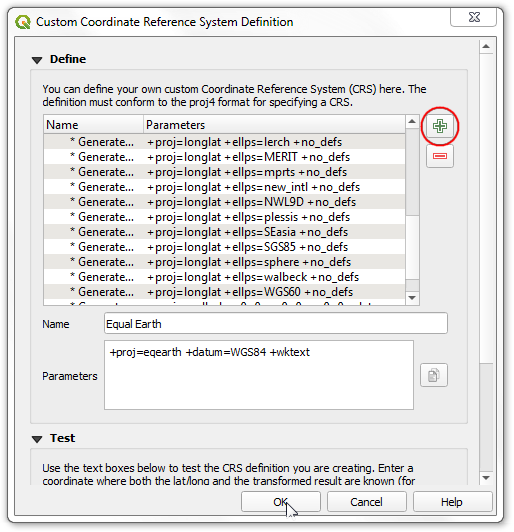 Custom Coordinate Reference System Definition
Define
You can define your own custom Coordinate Reference System (CRS) here. The
definition must conform to the proj4 format for specifying a CRS.
Name Parameters
* Generate... +proj=longlat +ellps=lerch +no_defs
* Generate... +proj=longlat +ellps=MERIT +no_defs
* Generate... +proj=longlat +ellps=mprts +no_defs
* Generate... +proj=longlat +ellps=new_intl +no_defs
* Generate... +proj=longlat +ellps=NWL9D +no_defs
* Generate... +proj=longlat +ellps=plessis +no_defs
* Generate... +proj=longlat +ellps=SEasia +no_defs
* Generate... +proj=longlat +ellps=SGS85 +no_defs
* Generate... +proj=longlat +ellps=sphere +no_defs
* Generate... +proj=longlat +ellps=walbeck +no_defs
* Generate... +proj=longlat +ellps=WGS60 +no_defs
Name Equal Earth
+proj=eqearth +datum=WGS84 +wktext
Parameters
Test
Use the text boxes below to test the CRS definition you are creating. Enter a
coordinate where both the lat/long and the transformed result are known (for
OK Cancel Help